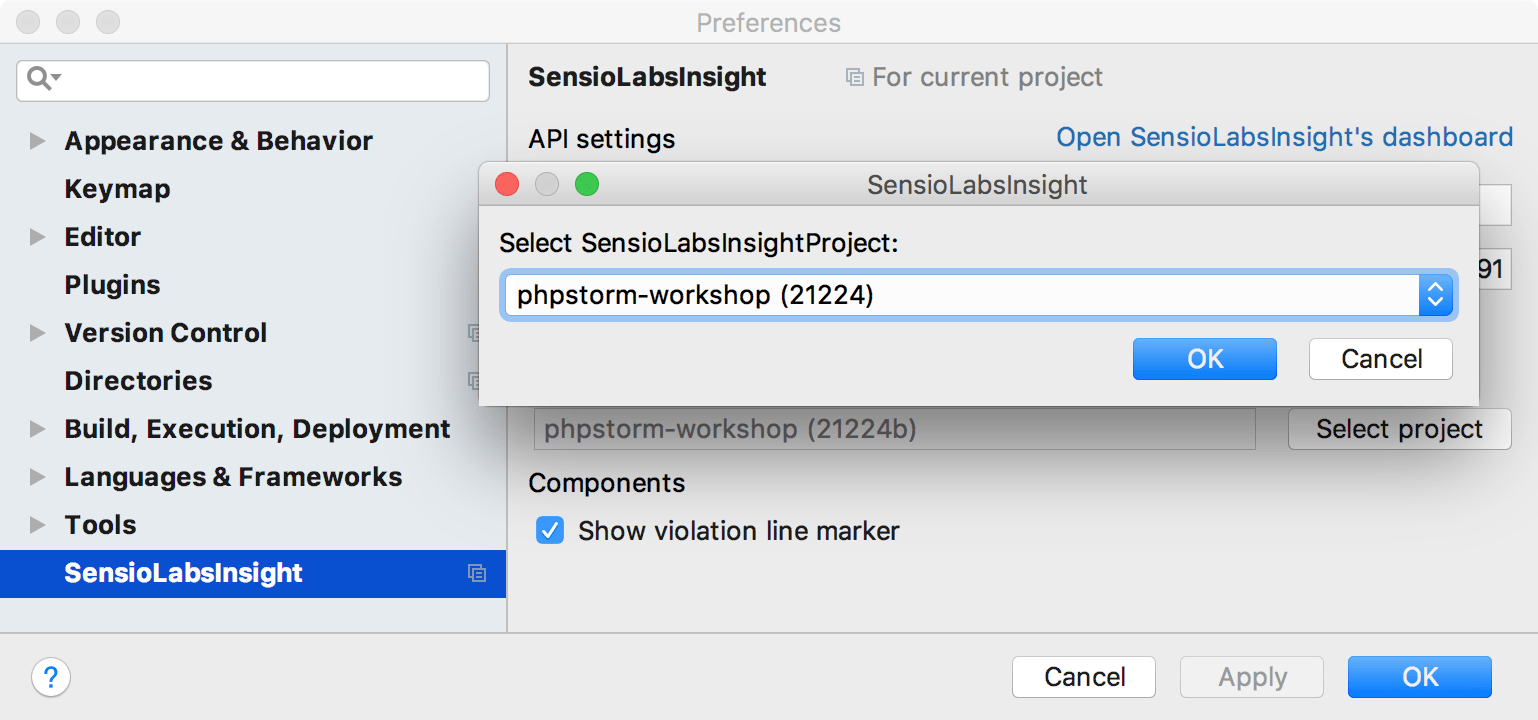 Preferences
Appearance & Behavior
Keymap
Editor
Plugins
Version Control
Directories
Build, Execution, Deployment
Languages & Frameworks
Tools
SensioLabsInsight
SensioLabsInsight For current project
API settings Open SensioLabsInsight's dashboard
SensioLabsInsight
Select SensioLabsInsightProject:
phpstorm-workshop (21224)
OK Cancel
91
phpstorm-workshop (21224b) Select project
Components
Show violation line marker
? Cancel Apply OK